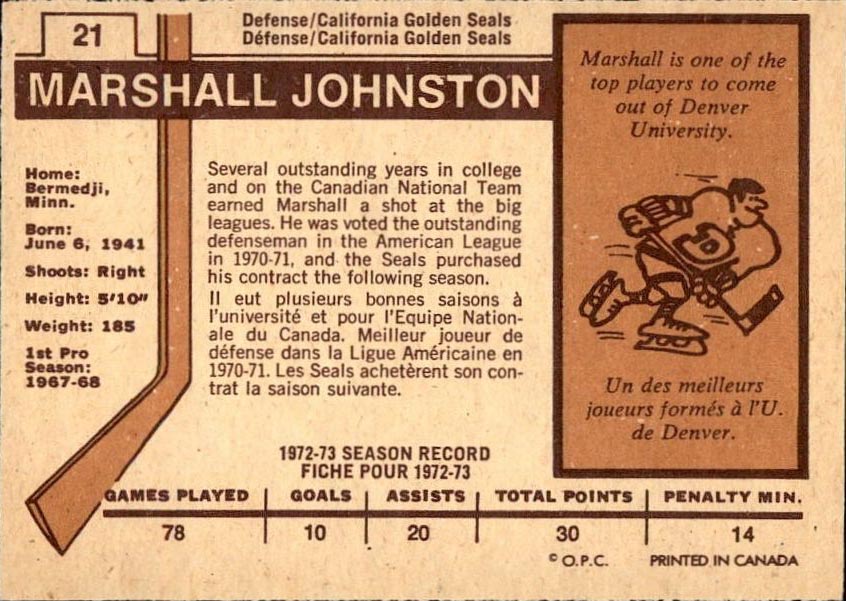 21
Defense/California Golden Seals
Défense/California Golden Seals
MARSHALL JOHNSTON
Home:
Bermedji,
Minn.
Born:
June 6, 1941
Shoots: Right
Height: 5'10"
Weight: 185
1st Pro
Season:
1967-68
Several outstanding years in college
and on the Canadian National Team
earned Marshall a shot at the big
leagues. He was voted the outstanding
defenseman in the American League
in 1970-71, and the Seals purchased
his contract the following season.
Il eut plusieurs bonnes saisons à
l'université et pour l'Equipe Nation-
ale du Canada. Meilleur joueur de
défense dans la Ligue Américaine en
1970-71. Les Seals achetèrent son con-
trat la saison suivante.
Marshall is one of the
top players to come
out of Denver
University.
Un des meilleurs
joueurs formés à l'U.
de Denver.
1972-73 SEASON RECORD
FICHE POUR 1972-73
GAMES PLAYED GOALS ASSISTS TOTAL POINTS PENALTY MIN.
78 10 20 30 14
© O.P.C. PRINTED IN CANADA